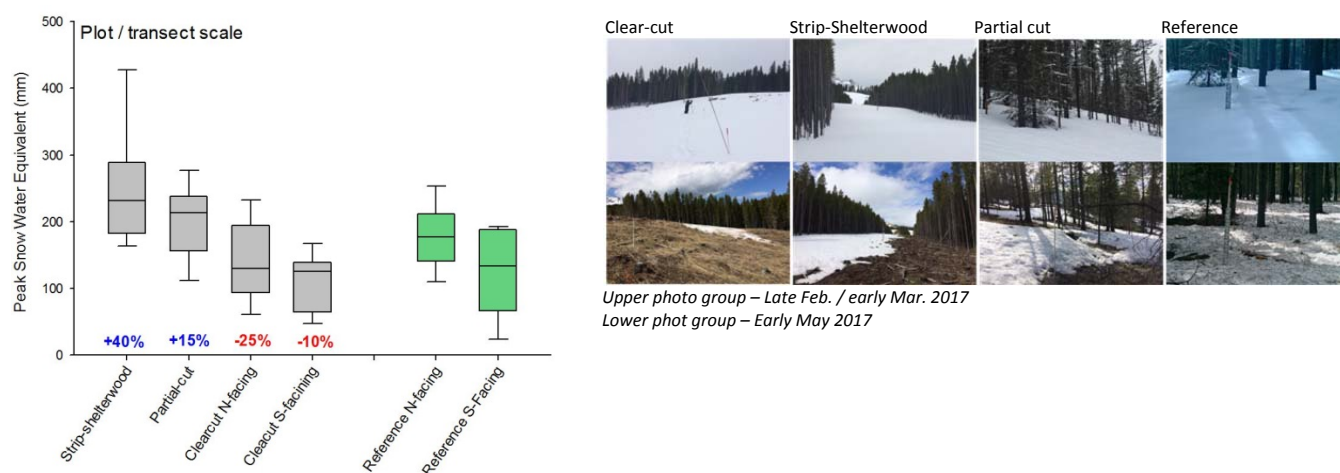 Plot / transect scale
Peak Snow Water Equivalent (mm)
500
400
300
200
100
0
+40%
+15%
-25%
-10%
Strip-shelterwood
Partial-cut
Clearcut N-facing
Cleacut S-facining
Reference N-facing
Reference S-Facing
Clear-cut
Strip-Shelterwood
Partial cut
Reference
Upper photo group – Late Feb. / early Mar. 2017
Lower phot group – Early May 2017